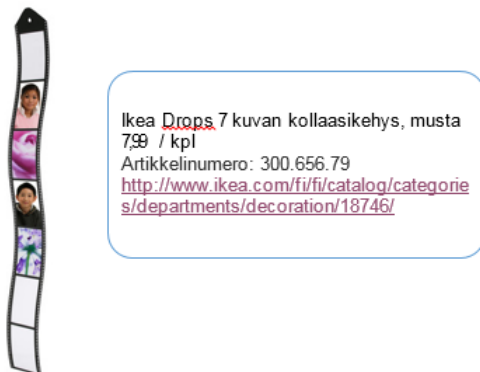 Ikea Drops 7 kuvan kollaasikehys, musta
7,99 / kpl
Artikkelinumero: 300.656.79
http://www.ikea.com/fi/fi/catalog/categorie
s/departments/decoration/18746/